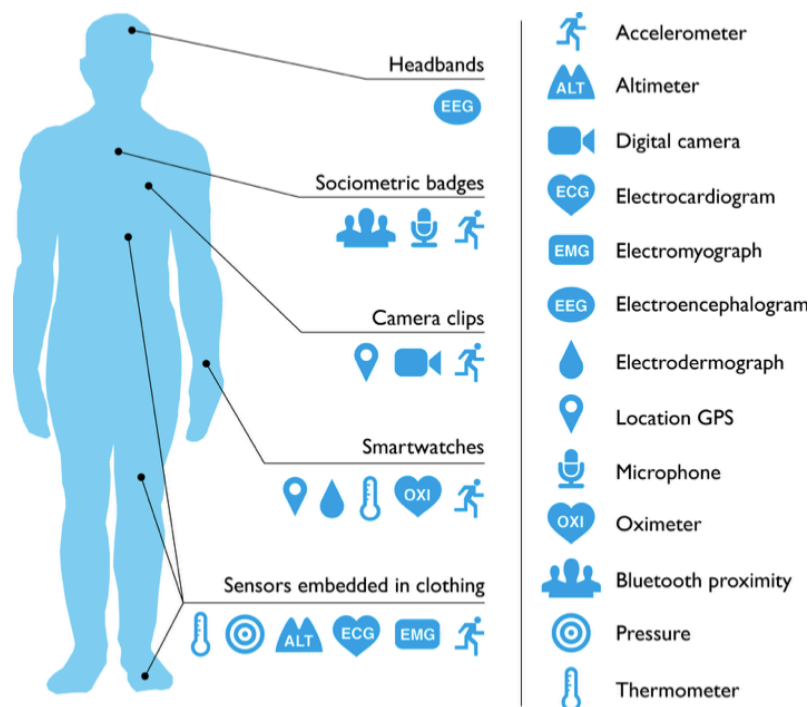 Headbands
EEG
Sociometric badges
Camera clips
Smartwatches
OXI
Sensors embedded in clothing
ALT ECG EMG
Accelerometer
ALT Altimeter
Digital camera
ECG Electrocardiogram
EMG Electromyograph
EEG Electroencephalogram
Electrodermograph
Location GPS
Microphone
OXI Oximeter
Bluetooth proximity
Pressure
Thermometer